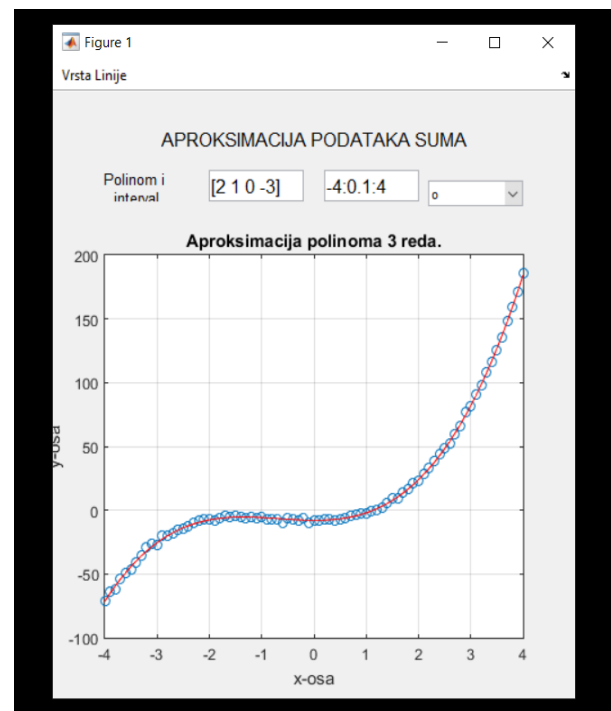 Figure 1
Vrsta Linije
APROKSIMACIJA PODATAKA SUMA
Polinom i
interval
[2 1 0 -3]
-4:0.1:4
o
Aproksimacija polinoma 3 reda.
200
150
100
50
0
-50
-100
y-osa
-4 -3 -2 -1 0 1 2 3 4
x-osa